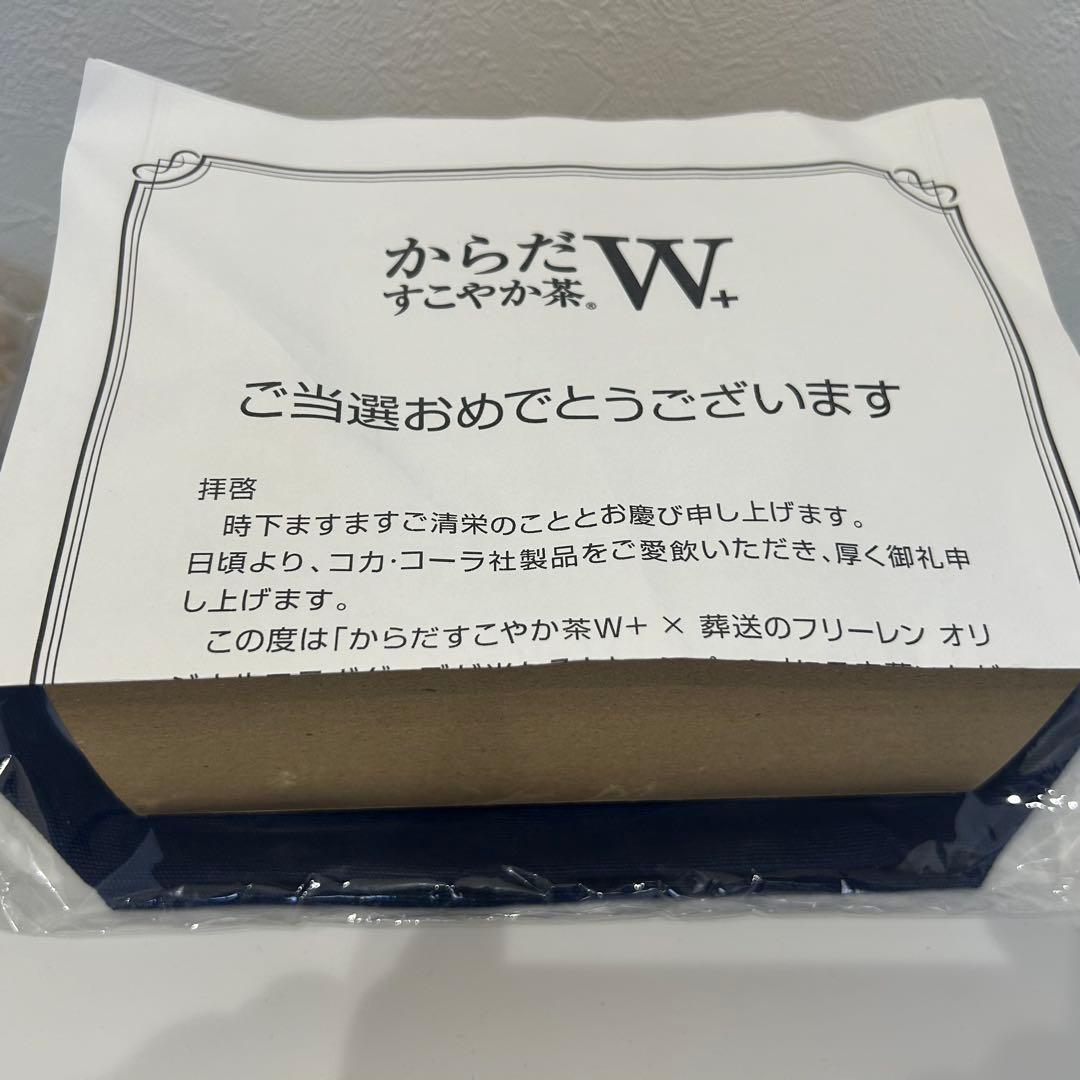 からだ
すこやか茶® W+
ご当選おめでとうございます
拝啓
時下ますますご清栄のこととお慶び申し上げます。
日頃より、コカ・コーラ社製品をご愛飲いただき、厚く御礼申
し上げます。
この度は「からだすこやか茶W+ × 葬送のフリーレン オリ